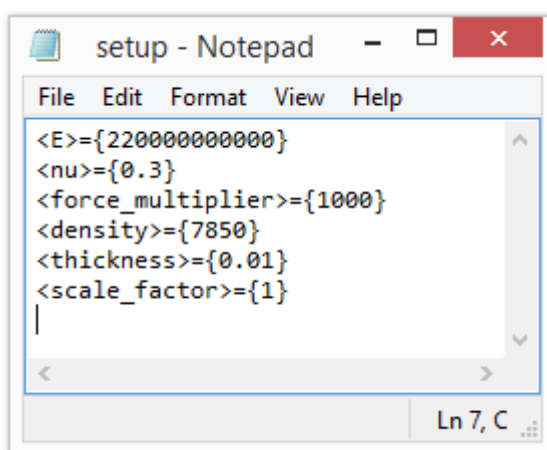 setup - Notepad
File Edit Format View Help
<E>={220000000000}
<nu>={0.3}
<force_multiplier>={1000}
<density>={7850}
<thickness>={0.01}
<scale_factor>={1}
Ln 7, C